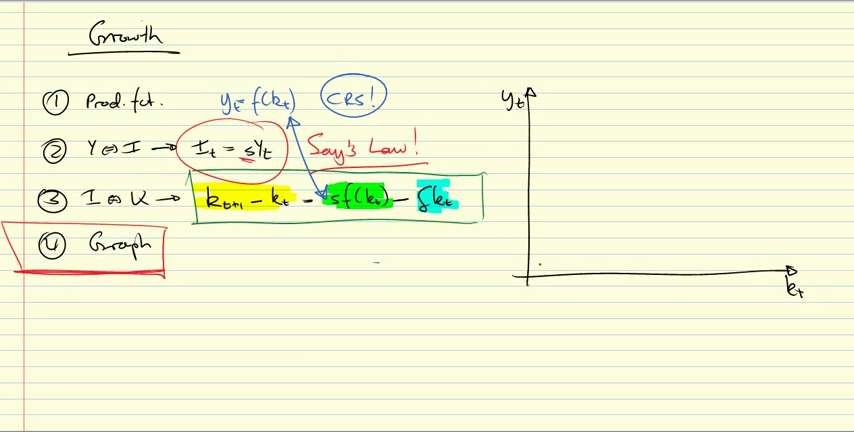 Growth
① Prod. fct. yt = f(kt) CRS!
② Y ⇔ I → It = sYt Say's Law!
③ I ⇔ K → kt+1 - kt = sf(kt) - δkt
④ Graph
yt
kt